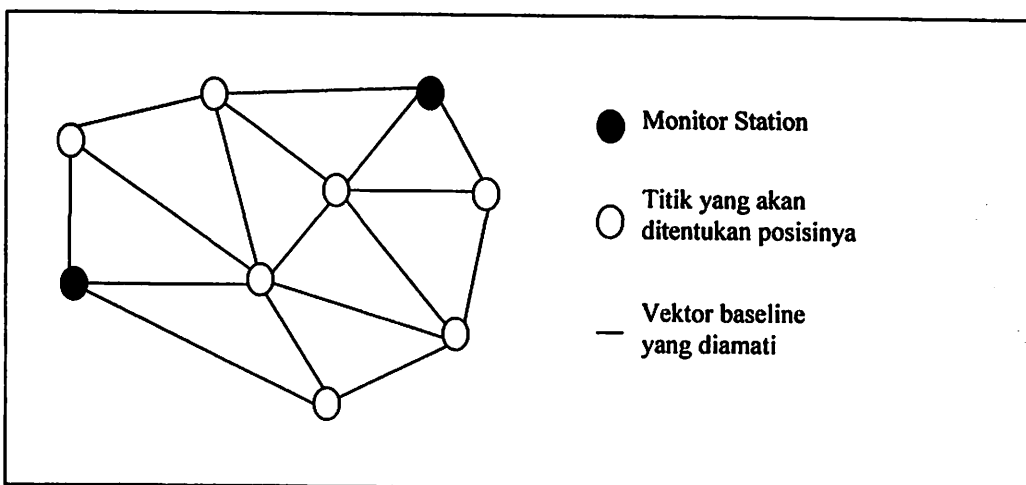 Monitor Station
Titik yang akan
ditentukan posisinya
Vektor baseline
yang diamati